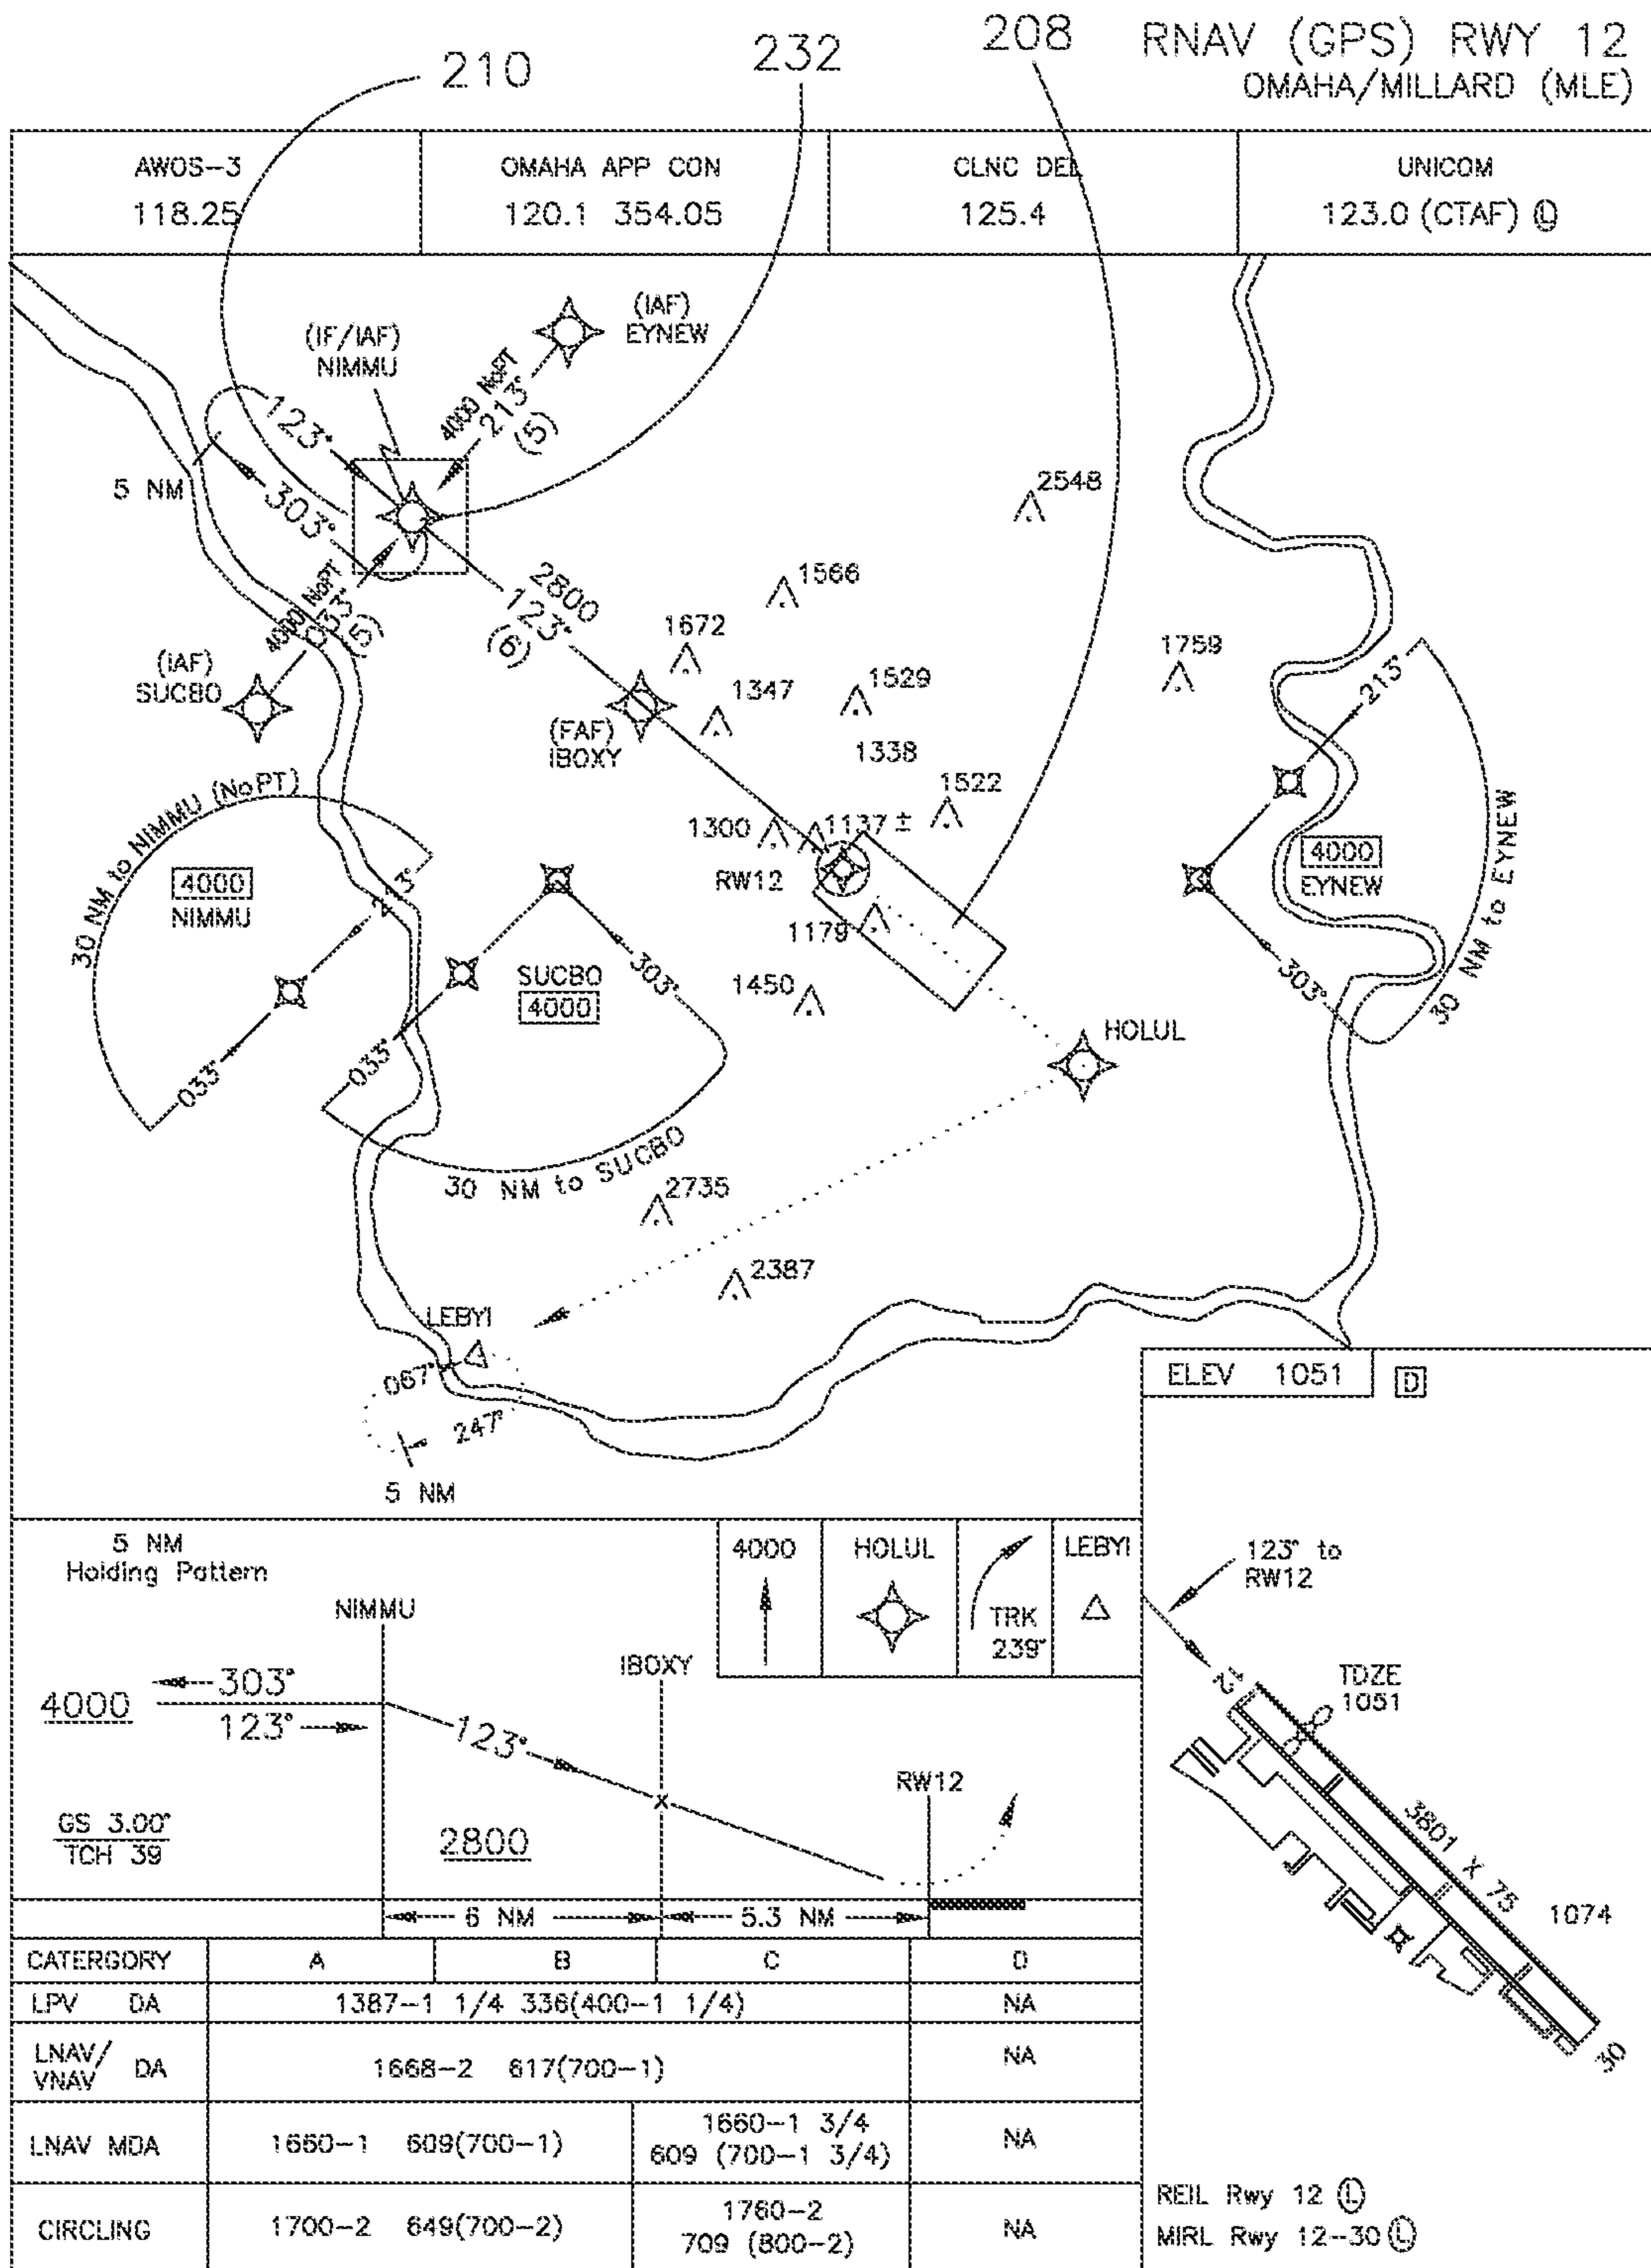 210
232
208
RNAV (GPS) RWY 12
OMAHA/MILLARD (MLE)
AWOS-3
118.25
OMAHA APP CON
120.1 354.05
CLNC DEL
125.4
UNICOM
123.0 (CTAF) Ⓛ
(IAF)
EYNEW
(IF/IAF)
NIMMU
4000 NoPT
213°
(5)
123°
5 NM
303°
2548
4000 NoPT
033°
(5)
2800
123°
(6)
1566
1672
1759
(IAF)
SUCBO
1347
1529
213°
(FAF)
IBOXY
1338
30 NM to NIMMU (NoPT)
1522
1300
1137 ±
4000
NIMMU
213°
RW12
4000
EYNEW
30 NM to EYNEW
1179
303°
SUCBO
4000
1450
303°
HOLUL
033°
033°
30 NM to SUCBO
2735
2387
LEBYI
067°
247°
5 NM
ELEV 1051
D
5 NM
Holding Pattern
4000
HOLUL
TRK
239°
LEBYI
123° to
RW12
NIMMU
IBOXY
303°
4000
123°
123°
RW12
GS 3.00°
TCH 39
2800
6 NM
5.3 NM
12
TDZE
1051
3801 X 75
1074
30
CATERGORY A B C D
LPV DA 1387-1 1/4 336(400-1 1/4) NA
LNAV/
VNAV DA 1668-2 617(700-1) NA
LNAV MDA 1660-1 609(700-1) 1660-1 3/4
609 (700-1 3/4) NA
CIRCLING 1700-2 649(700-2) 1760-2
709 (800-2) NA
REIL Rwy 12 Ⓛ
MIRL Rwy 12-30 Ⓛ